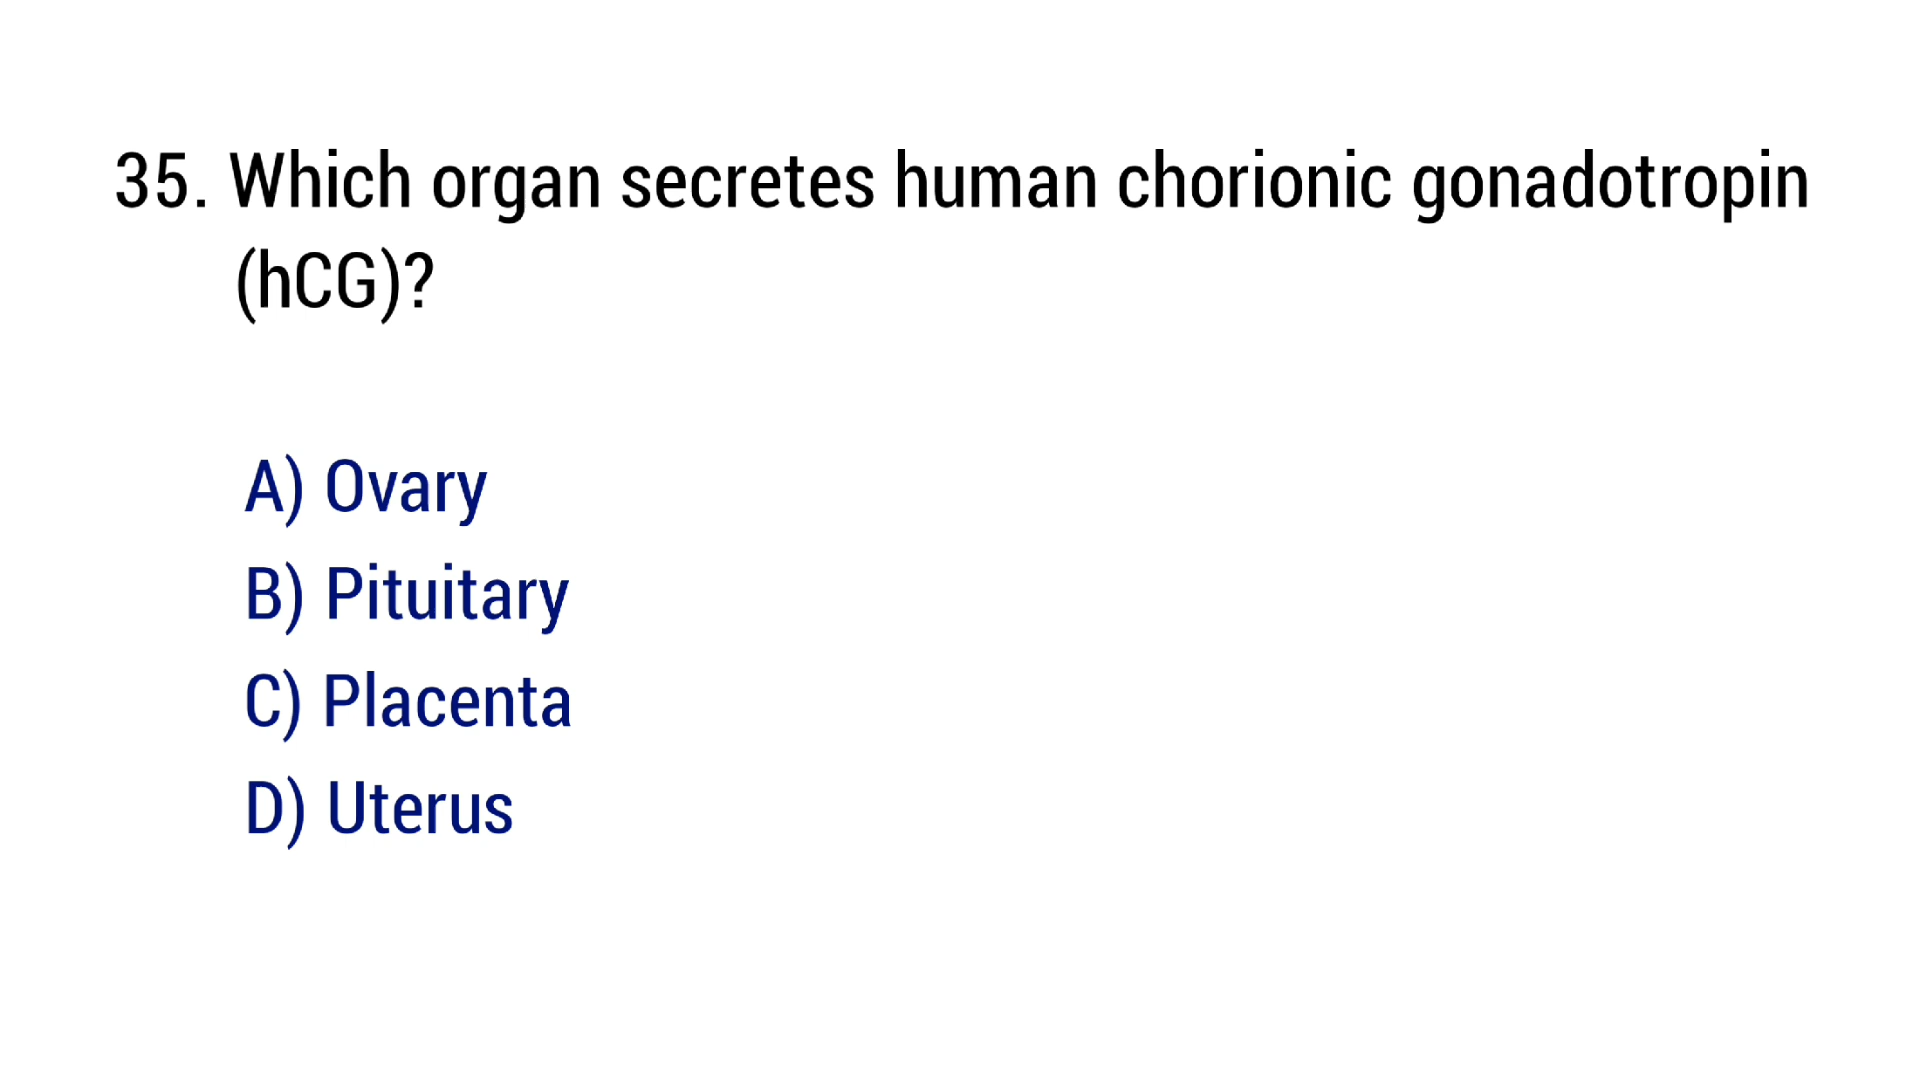 35. Which organ secretes human chorionic gonadotropin
(hCG)?
A) Ovary
B) Pituitary
C) Placenta
D) Uterus